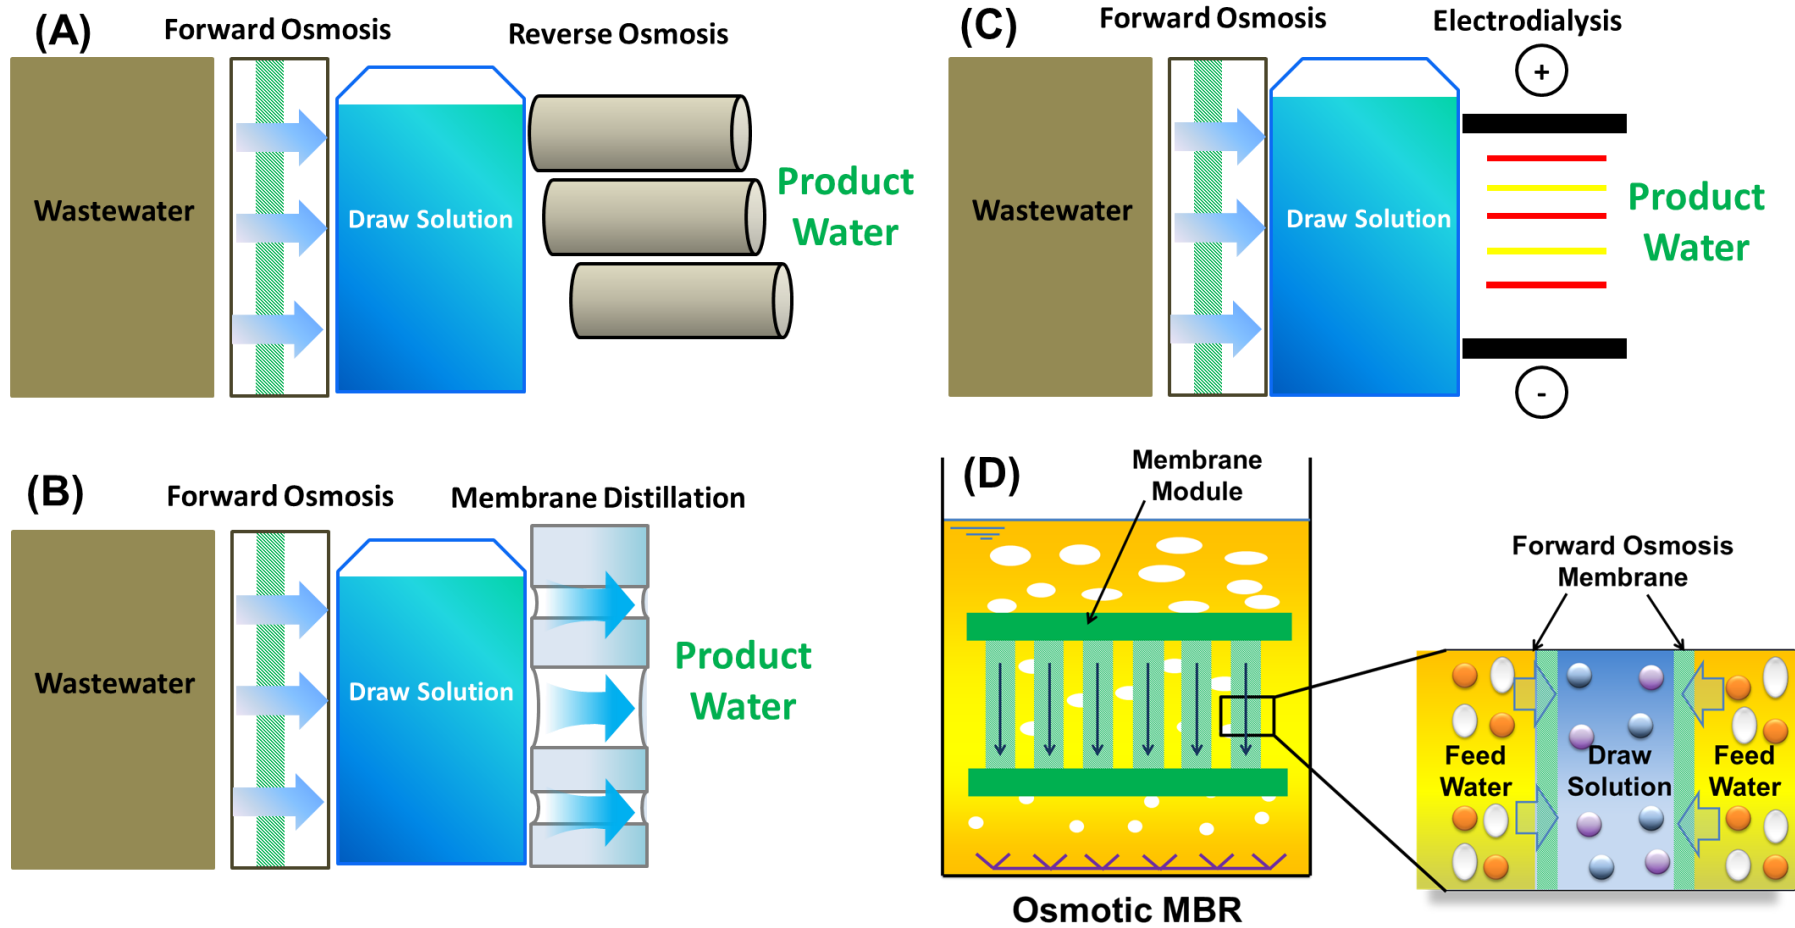 (A)
Forward Osmosis
Reverse Osmosis
Wastewater
Draw Solution
Product
Water
(B)
Forward Osmosis
Membrane Distillation
Wastewater
Draw Solution
Product
Water
(C)
Forward Osmosis
Electrodialysis
+
Wastewater
Draw Solution
Product
Water
-
(D)
Membrane
Module
Forward Osmosis
Membrane
Feed
Water
Draw
Solution
Feed
Water
Osmotic MBR